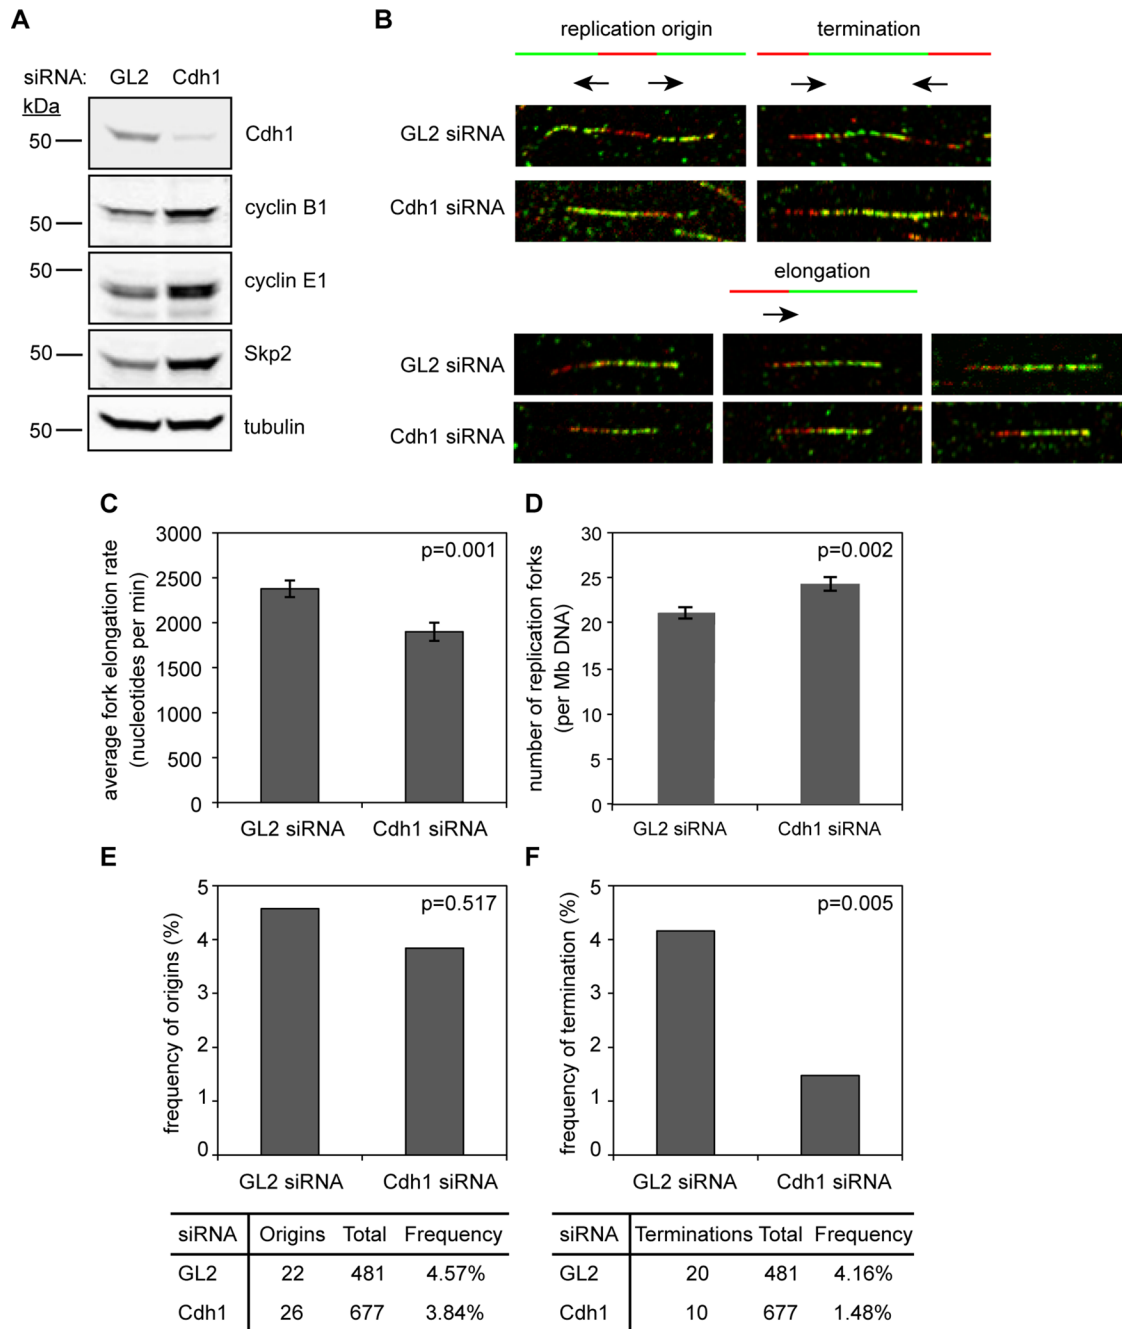 A
siRNA: GL2 Cdh1
kDa
50
Cdh1
50
cyclin B1
50
cyclin E1
50
Skp2
50
tubulin
B
replication origin
termination
GL2 siRNA
Cdh1 siRNA
elongation
GL2 siRNA
Cdh1 siRNA
C
average fork elongation rate
(nucleotides per min)
3000
2500
2000
1500
1000
500
0
p=0.001
GL2 siRNA
Cdh1 siRNA
D
number of replication forks
(per Mb DNA)
30
25
20
15
10
5
0
p=0.002
GL2 siRNA
Cdh1 siRNA
E
frequency of origins (%)
5
4
3
2
1
0
p=0.517
GL2 siRNA
Cdh1 siRNA
siRNA Origins Total Frequency
GL2 22 481 4.57%
Cdh1 26 677 3.84%
F
frequency of termination (%)
5
4
3
2
1
0
p=0.005
GL2 siRNA
Cdh1 siRNA
siRNA Terminations Total Frequency
GL2 20 481 4.16%
Cdh1 10 677 1.48%